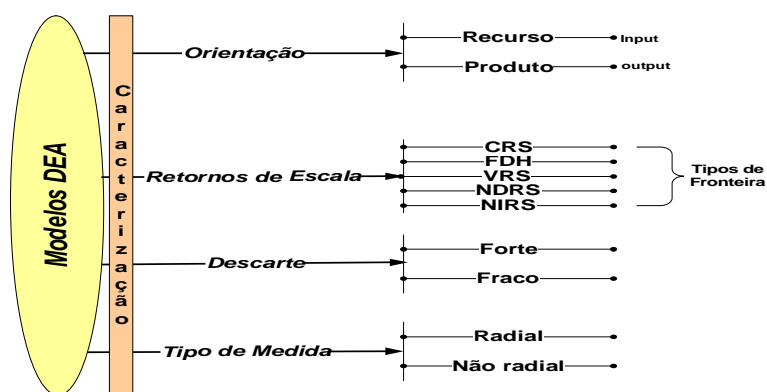 Modelos DEA
Caracterização
Orientação
Recurso
Input
Produto
output
Retornos de Escala
CRS
FDH
VRS
NDRS
NIRS
Tipos de
Fronteira
Descarte
Forte
Fraco
Tipo de Medida
Radial
Não radial